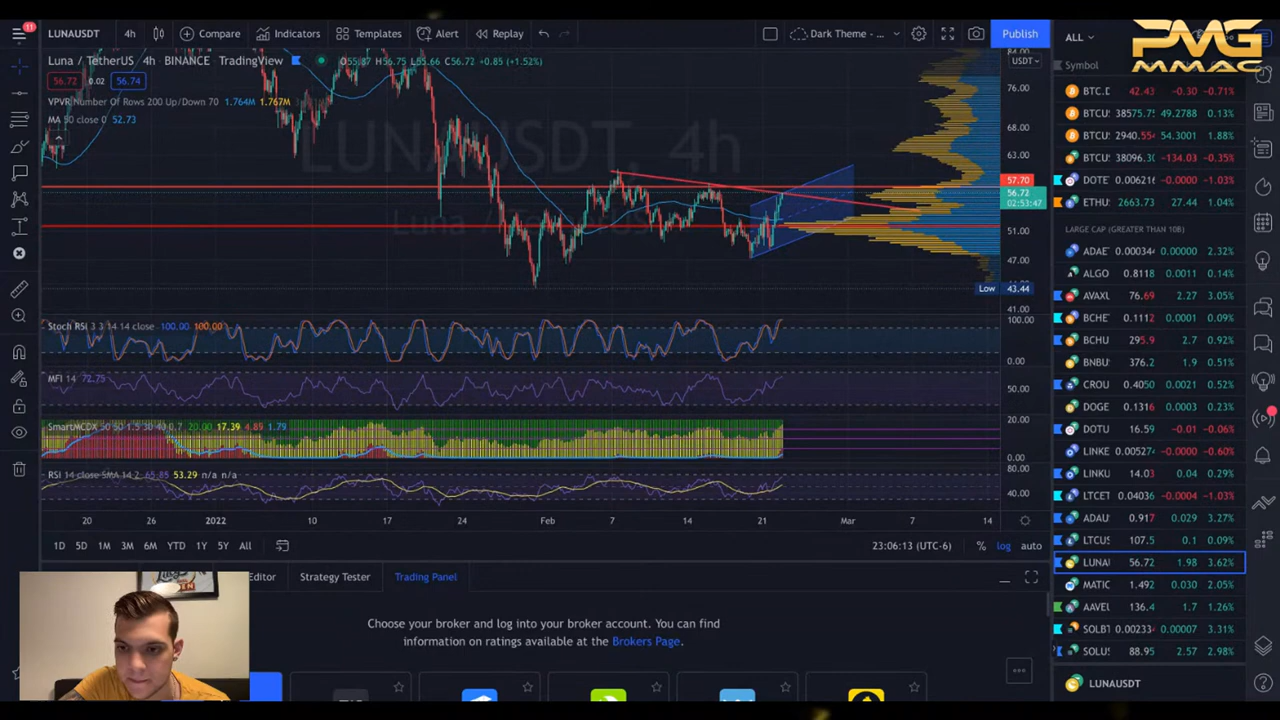 11
LUNAUSDT 4h Compare Indicators Templates Alert Replay Dark Theme - ... Publish
ALL
PMG
MMAC
Luna / TetherUS 4h BINANCE TradingView O55.87 H56.75 L55.66 C56.72 +0.85 (+1.52%)
56.72 0.02 56.74
VPVR Number Of Rows 200 Up/Down 70 1.764M 1.767M
MA 50 close 0 52.73
LUNAUSDT, 4h
Luna / TetherUS
USDT
84.00
76.00
68.00
63.00
57.70
56.72
02:53:47
51.00
47.00
Low 43.44
41.00
Stoch RSI 3 3 14 14 close 100.00 100.00
100.00
0.00
MFI 14 72.75
50.00
SmartMCDX 50 50 1.5 30 40 0.7 20.00 17.39 4.89 1.79
20.00
0.00
RSI 14 close SMA 14 2 65.85 53.29 n/a n/a
80.00
40.00
20 26 2022 10 17 24 Feb 7 14 21 Mar 7 14
1D 5D 1M 3M 6M YTD 1Y 5Y All 23:06:13 (UTC-6) % log auto
Editor Strategy Tester Trading Panel
Choose your broker and log into your broker account. You can find
information on ratings available at the Brokers Page.
Symbol
BTC.D 42.43 -0.30 -0.71%
BTCU 38575.75 49.2788 0.13%
BTCU 2940.554 54.3001 1.88%
BTCU 38096.30 -134.03 -0.35%
DOTE 0.006216 -0.0000 -1.03%
ETHU 2663.73 27.44 1.04%
LARGE CAP (GREATER THAN 10B)
ADAE 0.000344 0.00000 2.32%
ALGO 0.8118 0.0011 0.14%
AVAX 76.69 2.27 3.05%
BCHE 0.1112 0.0001 0.09%
BCHU 295.9 2.7 0.92%
BNBU 376.2 1.9 0.51%
CROU 0.4050 0.0021 0.52%
DOGE 0.1316 0.0003 0.23%
DOTU 16.59 -0.01 -0.06%
LINKE 0.005274 -0.0000 -0.60%
LINKU 14.03 0.04 0.29%
LTCET 0.04036 -0.0004 -1.03%
ADAU 0.917 0.029 3.27%
LTCUS 107.5 0.1 0.09%
LUNA 56.72 1.98 3.62%
MATIC 1.492 0.030 2.05%
AAVE 136.4 1.7 1.26%
SOLBT 0.002334 0.00007 3.31%
SOLUS 88.95 2.57 2.98%
LUNAUSDT